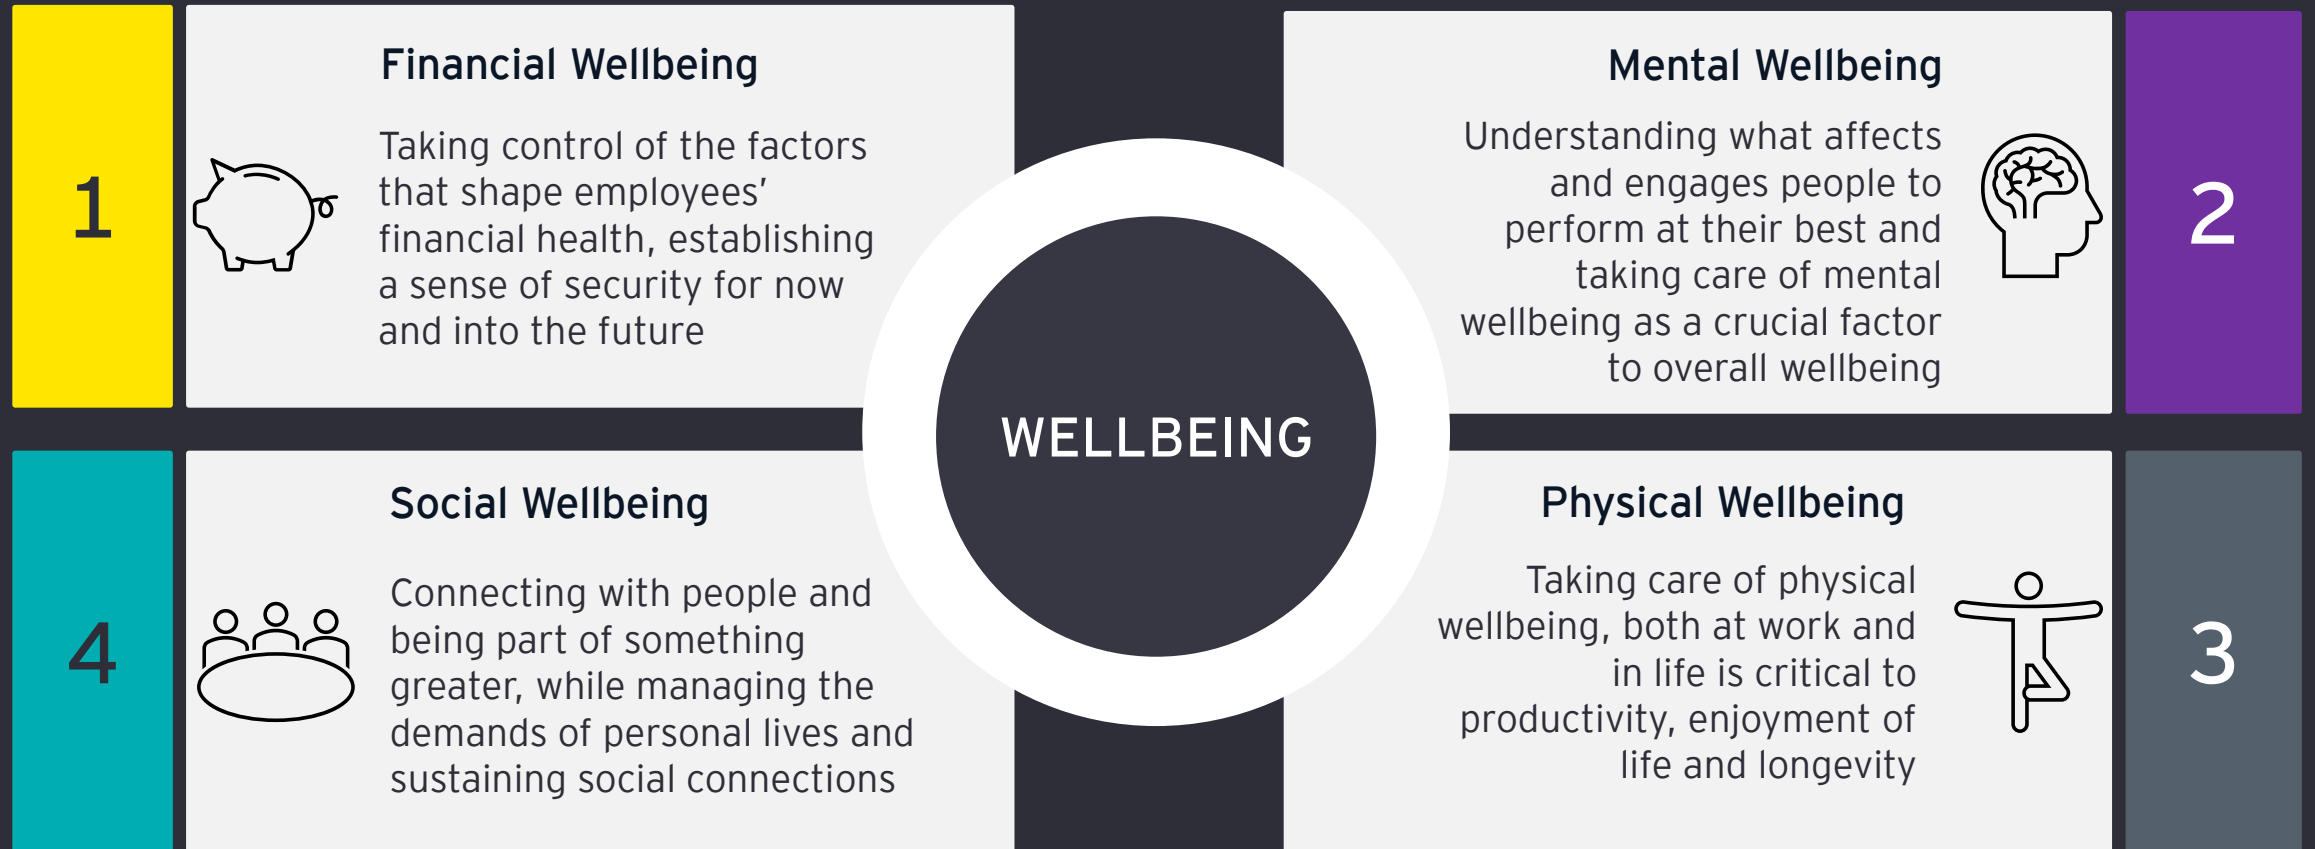 1
Financial Wellbeing
Taking control of the factors
that shape employees’
financial health, establishing
a sense of security for now
and into the future
Mental Wellbeing
Understanding what affects
and engages people to
perform at their best and
taking care of mental
wellbeing as a crucial factor
to overall wellbeing
2
WELLBEING
4
Social Wellbeing
Connecting with people and
being part of something
greater, while managing the
demands of personal lives and
sustaining social connections
Physical Wellbeing
Taking care of physical
wellbeing, both at work and
in life is critical to
productivity, enjoyment of
life and longevity
3